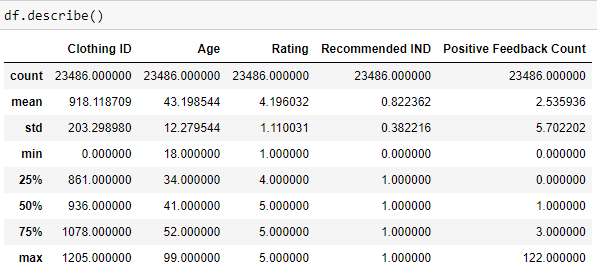 df.describe()
Clothing ID Age Rating Recommended IND Positive Feedback Count
count 23486.000000 23486.000000 23486.000000 23486.000000 23486.000000
mean 918.118709 43.198544 4.196032 0.822362 2.535936
std 203.298980 12.279544 1.110031 0.382216 5.702202
min 0.000000 18.000000 1.000000 0.000000 0.000000
25% 861.000000 34.000000 4.000000 1.000000 0.000000
50% 936.000000 41.000000 5.000000 1.000000 1.000000
75% 1078.000000 52.000000 5.000000 1.000000 3.000000
max 1205.000000 99.000000 5.000000 1.000000 122.000000